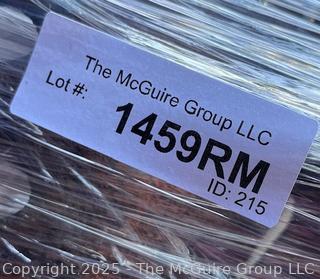 The McGuire Group LLC
Lot #:
1459RM
ID: 215
Copyright 2025 - The McGuire Group LLC